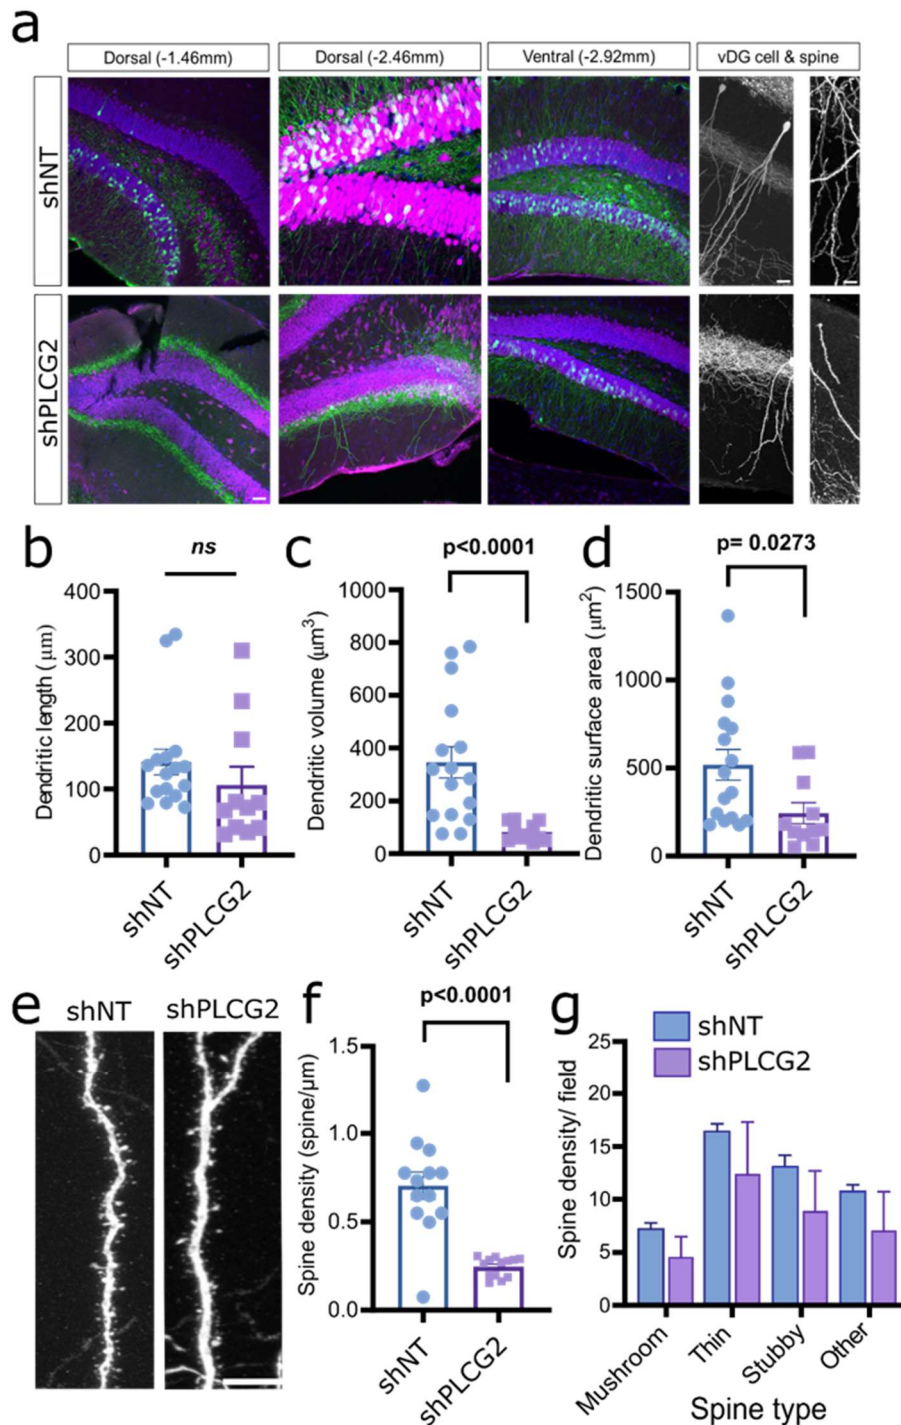 a
Dorsal (-1.46mm)
Dorsal (-2.46mm)
Ventral (-2.92mm)
vDG cell & spine
shNT
shPLCG2
b
ns
Dendritic length (μm)
400
300
200
100
0
shNT
shPLCG2
c
p<0.0001
Dendritic volume (μm³)
1000
800
600
400
200
0
shNT
shPLCG2
d
p= 0.0273
Dendritic surface area (μm²)
1500
1000
500
0
shNT
shPLCG2
e
shNT
shPLCG2
f
p<0.0001
Spine density (spine/μm)
1.5
1.0
0.5
0.0
shNT
shPLCG2
g
shNT
shPLCG2
Spine density/ field
25
20
15
10
5
0
Mushroom
Thin
Stubby
Other
Spine type